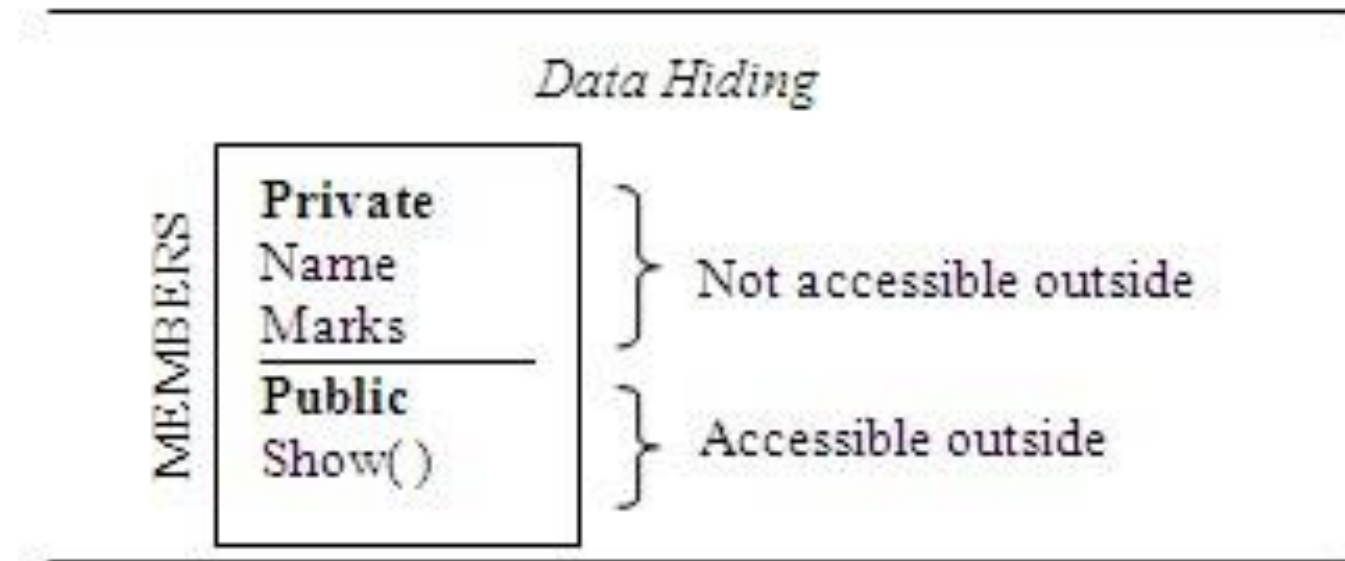 Data Hiding
MEMBERS
Private
Name
Marks
Not accessible outside
Public
Show( )
Accessible outside